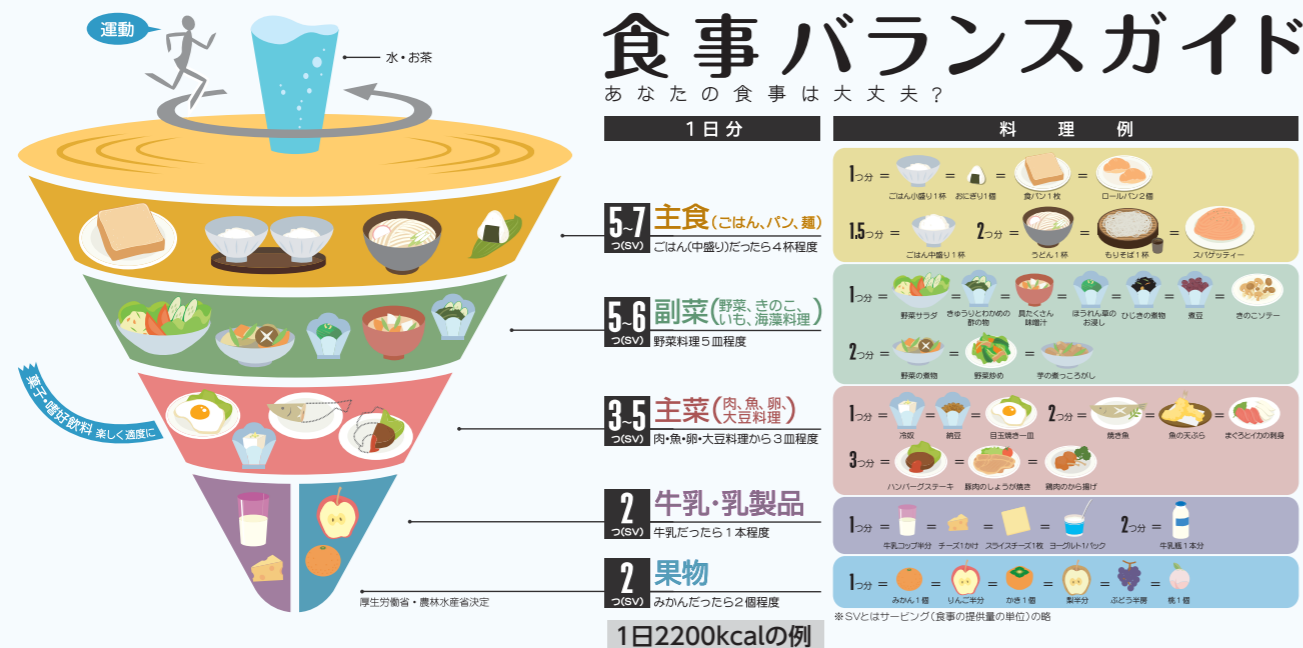 運動
水・お茶
食事バランスガイド
あなたの食事は大丈夫?
1日分
料理例
5~7
つ(SV)
主食(ごはん、パン、麺)
ごはん(中盛り)だったら4杯程度
1つ分 = = = =
ごはん小盛り1杯 おにぎり1個 食パン1枚 ロールパン2個
1.5つ分 = 2つ分 = = =
ごはん中盛り1杯 うどん1杯 もりそば1杯 スパゲッティー
5~6
つ(SV)
副菜(野菜、きのこ、
いも、海藻料理)
野菜料理5皿程度
1つ分 = = = = = = =
野菜サラダ きゅうりとわかめの
酢の物 具たくさん
味噌汁 ほうれん草の
お浸し ひじきの煮物 煮豆 きのこソテー
2つ分 = = =
野菜の煮物 野菜炒め 芋の煮っころがし
菓子・嗜好飲料 楽しく適度に
3~5
つ(SV)
主菜(肉、魚、卵、
大豆料理)
肉・魚・卵・大豆料理から3皿程度
1つ分 = = = 2つ分 = = =
冷奴 納豆 目玉焼き一皿 焼き魚 魚の天ぷら まぐろとイカの刺身
3つ分 = = =
ハンバーグステーキ 豚肉のしょうが焼き 鶏肉のから揚げ
2
つ(SV)
牛乳・乳製品
牛乳だったら1本程度
1つ分 = = = = 2つ分 =
牛乳コップ半分 チーズ1かけ スライスチーズ1枚 ヨーグルト1パック 牛乳瓶1本分
2
つ(SV)
果物
みかんだったら2個程度
1つ分 = = = = = =
みかん1個 りんご半分 かき1個 梨半分 ぶどう半房 桃1個
厚生労働省・農林水産省決定
※SVとはサービング(食事の提供量の単位)の略
1日2200kcalの例